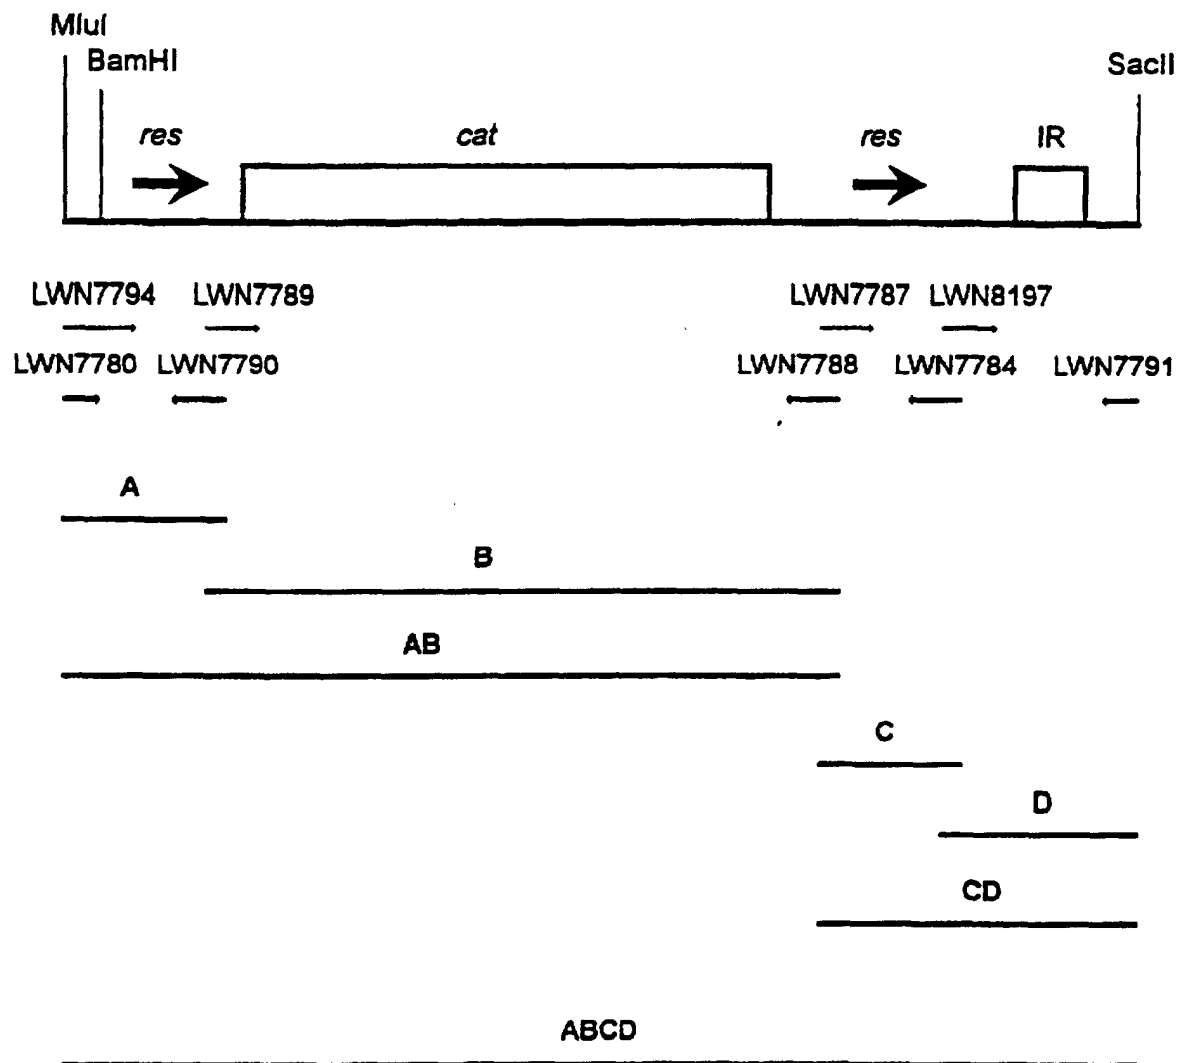 MluI
BamHI
SacII
res
cat
res
IR
LWN7794 LWN7789 LWN7787 LWN8197
LWN7780 LWN7790 LWN7788 LWN7784 LWN7791
A
B
AB
C
D
CD
ABCD